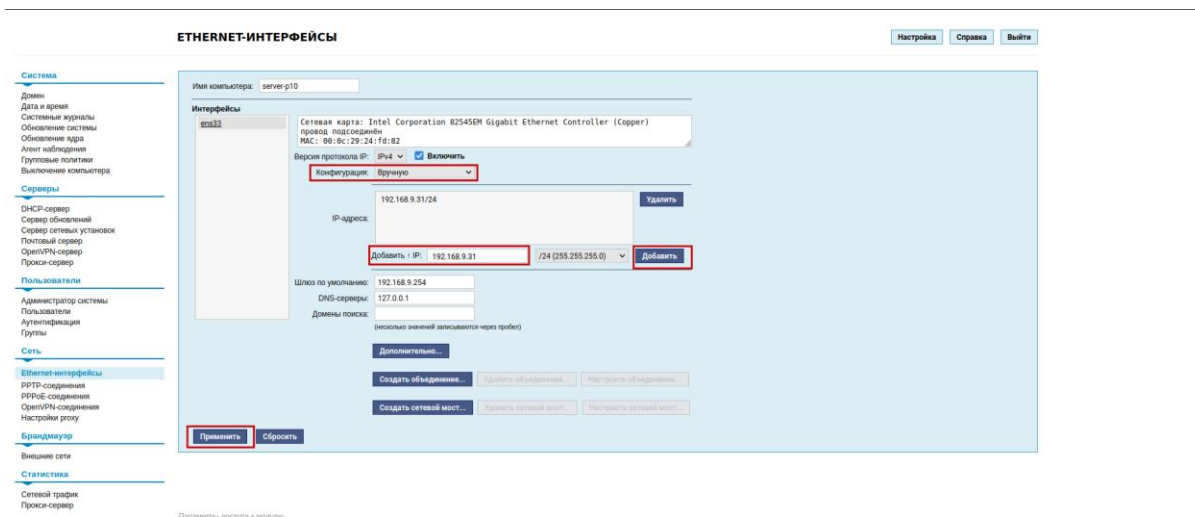 ETHERNET-ИНТЕРФЕЙСЫ
Настройка Справка Выйти
Система
Домен
Дата и время
Системные журналы
Обновление системы
Обновление ядра
Агент наблюдения
Групповые политики
Выключение компьютера
Серверы
DHCP-сервер
Сервер обновлений
Сервер сетевых установок
Почтовый сервер
OpenVPN-сервер
Прокси-сервер
Пользователи
Администратор системы
Пользователи
Аутентификация
Группы
Сеть
Ethernet-интерфейсы
PPTP-соединения
PPPoE-соединения
OpenVPN-соединения
Настройки proxy
Брандмауэр
Внешние сети
Статистика
Сетевой трафик
Прокси-сервер
Имя компьютера: server-p10
Интерфейсы
ens33
Сетевая карта: Intel Corporation 82545EM Gigabit Ethernet Controller (Copper)
провод подсоединён
MAC: 00:0c:29:24:fd:82
Версия протокола IP: IPv4 Включить
Конфигурация: Вручную
IP-адреса: 192.168.9.31/24 Удалить
Добавить ↑ IP: 192.168.9.31 /24 (255.255.255.0) Добавить
Шлюз по умолчанию: 192.168.9.254
DNS-серверы: 127.0.0.1
Домены поиска:
(несколько значений записываются через пробел)
Дополнительно...
Создать объединение... Удалить объединение... Настроить объединение...
Создать сетевой мост... Удалить сетевой мост... Настроить сетевой мост...
Применить Сбросить
Параметры доступа к модулю